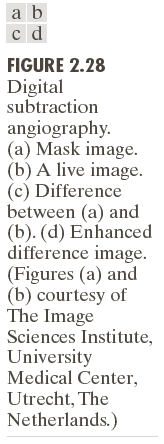 a b
c d
FIGURE 2.28
Digital
subtraction
angiography.
(a) Mask image.
(b) A live image.
(c) Difference
between (a) and
(b). (d) Enhanced
difference image.
(Figures (a) and
(b) courtesy of
The Image
Sciences Institute,
University
Medical Center,
Utrecht, The
Netherlands.)